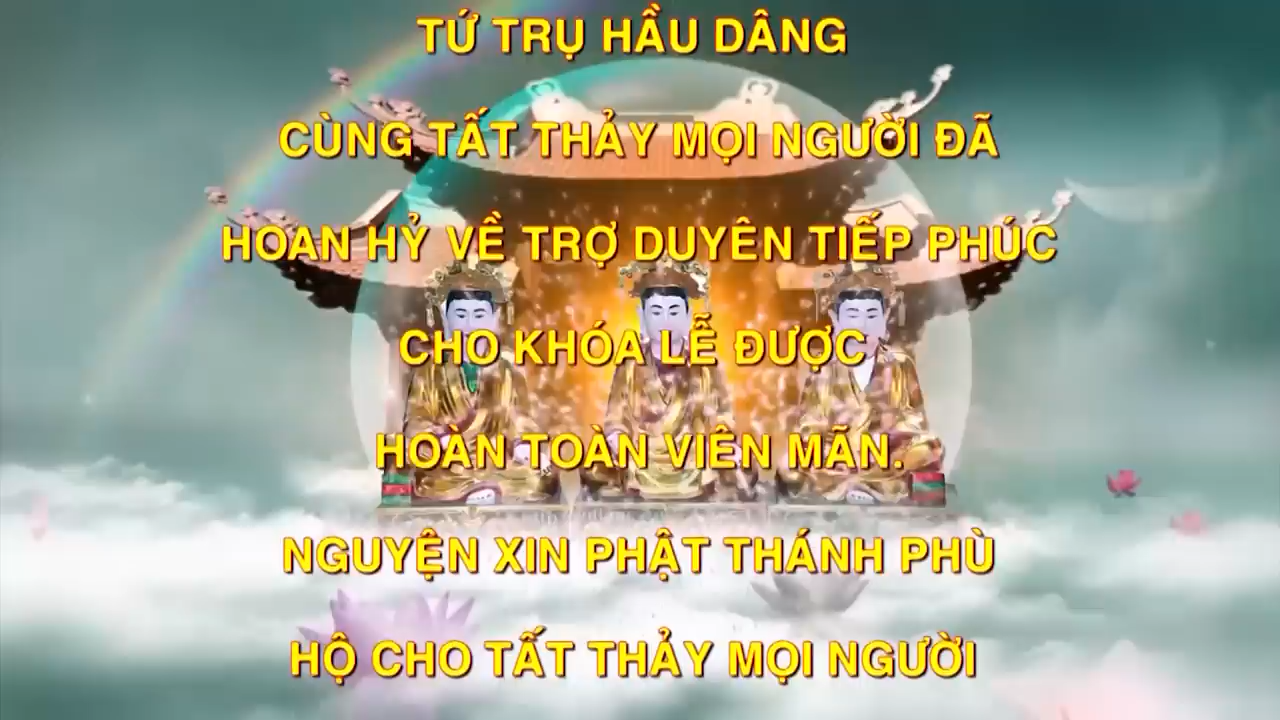 TỨ TRỤ HẦU DÂNG
CÙNG TẤT THẢY MỌI NGƯỜI ĐÃ
HOAN HỶ VỀ TRỢ DUYÊN TIẾP PHÚC
CHO KHÓA LỄ ĐƯỢC
HOÀN TOÀN VIÊN MÃN.
NGUYỆN XIN PHẬT THÁNH PHÙ
HỘ CHO TẤT THẢY MỌI NGƯỜI